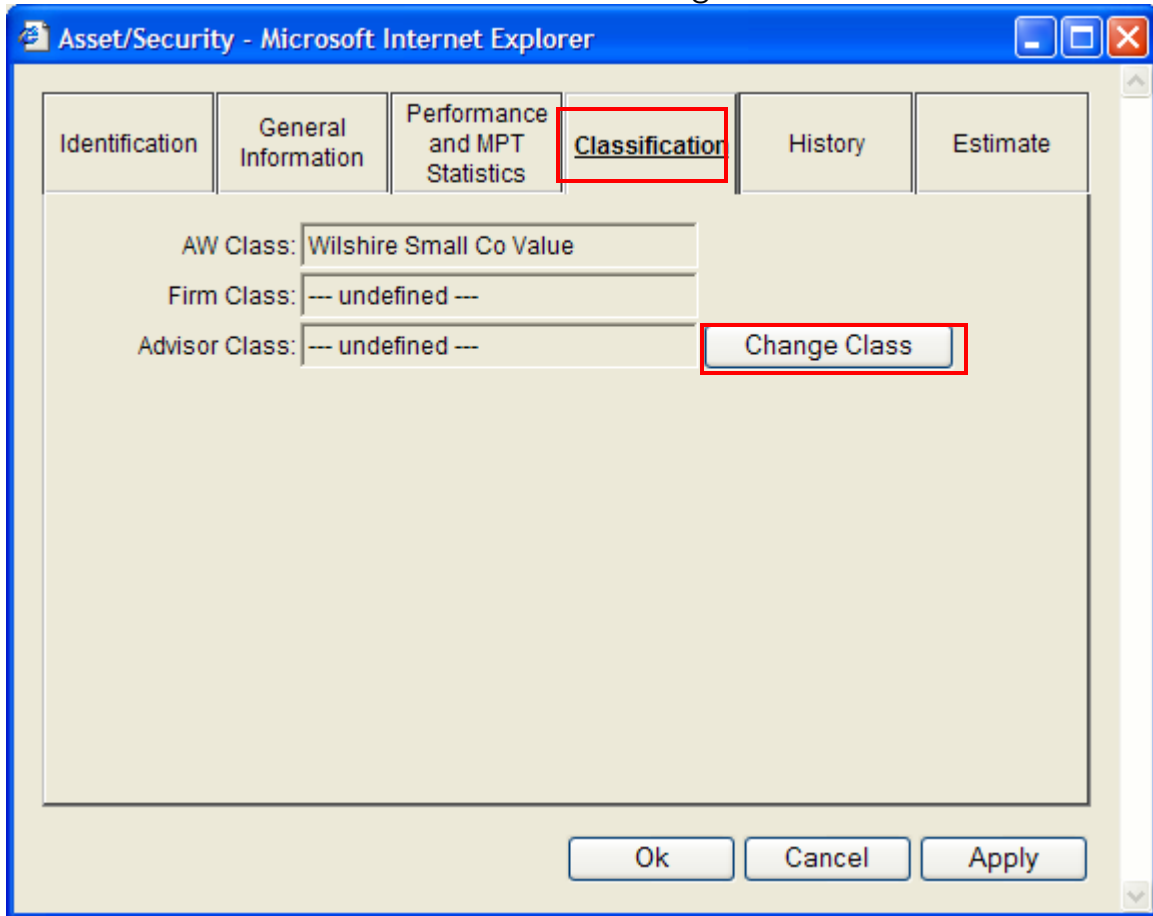 Asset/Security - Microsoft Internet Explorer
Identification
General
Information
Performance
and MPT
Statistics
Classification
History
Estimate
AW Class: Wilshire Small Co Value
Firm Class: --- undefined ---
Advisor Class: --- undefined --- Change Class
Ok Cancel Apply